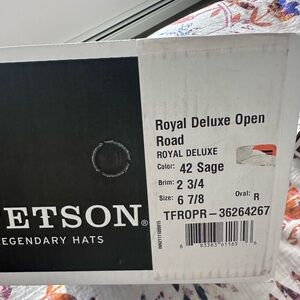 Royal Deluxe Open
Road
ROYAL DELUXE
Color: 42 Sage
Brim: 2 3/4
Size: 6 7/8 Oval: R
TFROPR-36264267
ETSON®
EGENDARY HATS